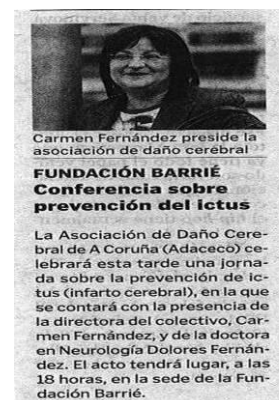 Carmen Fernández preside la
asociación de daño cerebral
FUNDACIÓN BARRIÉ
Conferencia sobre
prevención del ictus
La Asociación de Daño Cere-
bral de A Coruña (Adaceco) ce-
lebrará esta tarde una jorna-
da sobre la prevención de ic-
tus (infarto cerebral), en la que
se contará con la presencia de
la directora del colectivo, Car-
men Fernández, y de la doctora
en Neurología Dolores Fernán-
dez. El acto tendrá lugar, a las
18 horas, en la sede de la Fun-
dación Barrié.